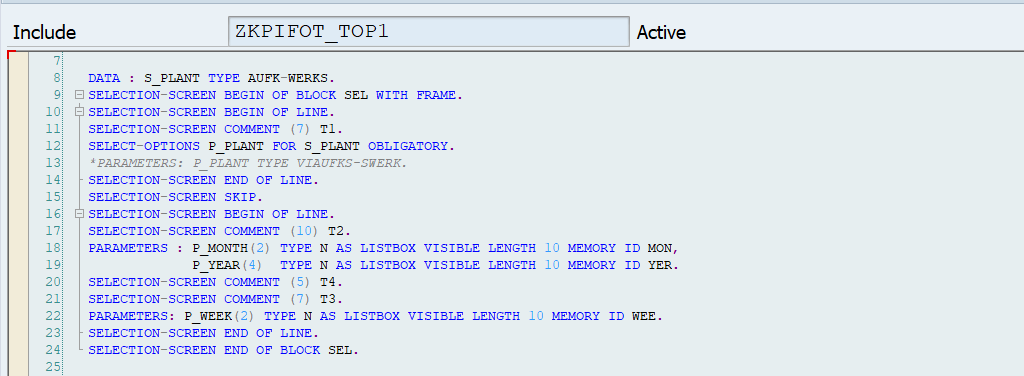 Include ZKPIFOT_TOP1 Active
7
8 DATA : S_PLANT TYPE AUFK-WERKS.
9 SELECTION-SCREEN BEGIN OF BLOCK SEL WITH FRAME.
10 SELECTION-SCREEN BEGIN OF LINE.
11 SELECTION-SCREEN COMMENT (7) T1.
12 SELECT-OPTIONS P_PLANT FOR S_PLANT OBLIGATORY.
13 *PARAMETERS: P_PLANT TYPE VIAUFKS-SWERK.
14 SELECTION-SCREEN END OF LINE.
15 SELECTION-SCREEN SKIP.
16 SELECTION-SCREEN BEGIN OF LINE.
17 SELECTION-SCREEN COMMENT (10) T2.
18 PARAMETERS : P_MONTH(2) TYPE N AS LISTBOX VISIBLE LENGTH 10 MEMORY ID MON,
19 P_YEAR(4) TYPE N AS LISTBOX VISIBLE LENGTH 10 MEMORY ID YER.
20 SELECTION-SCREEN COMMENT (5) T4.
21 SELECTION-SCREEN COMMENT (7) T3.
22 PARAMETERS: P_WEEK(2) TYPE N AS LISTBOX VISIBLE LENGTH 10 MEMORY ID WEE.
23 SELECTION-SCREEN END OF LINE.
24 SELECTION-SCREEN END OF BLOCK SEL.
25